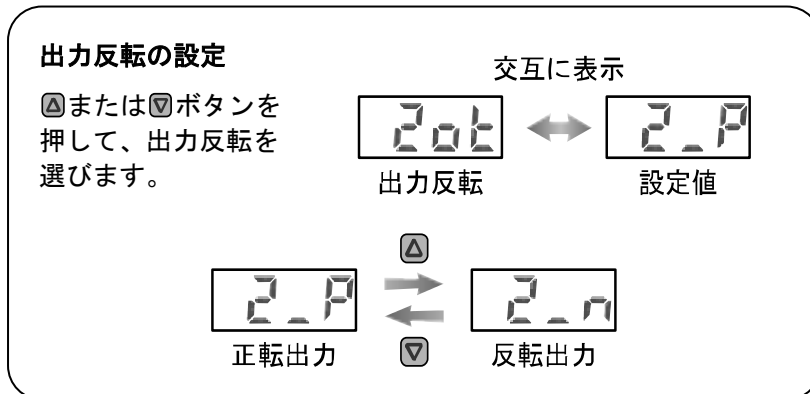 出力反転の設定
△または▽ボタンを
押して、出力反転を
選びます。
交互に表示
2ot
2_P
出力反転
設定値
△
2_P
2_n
正転出力
▽
反転出力